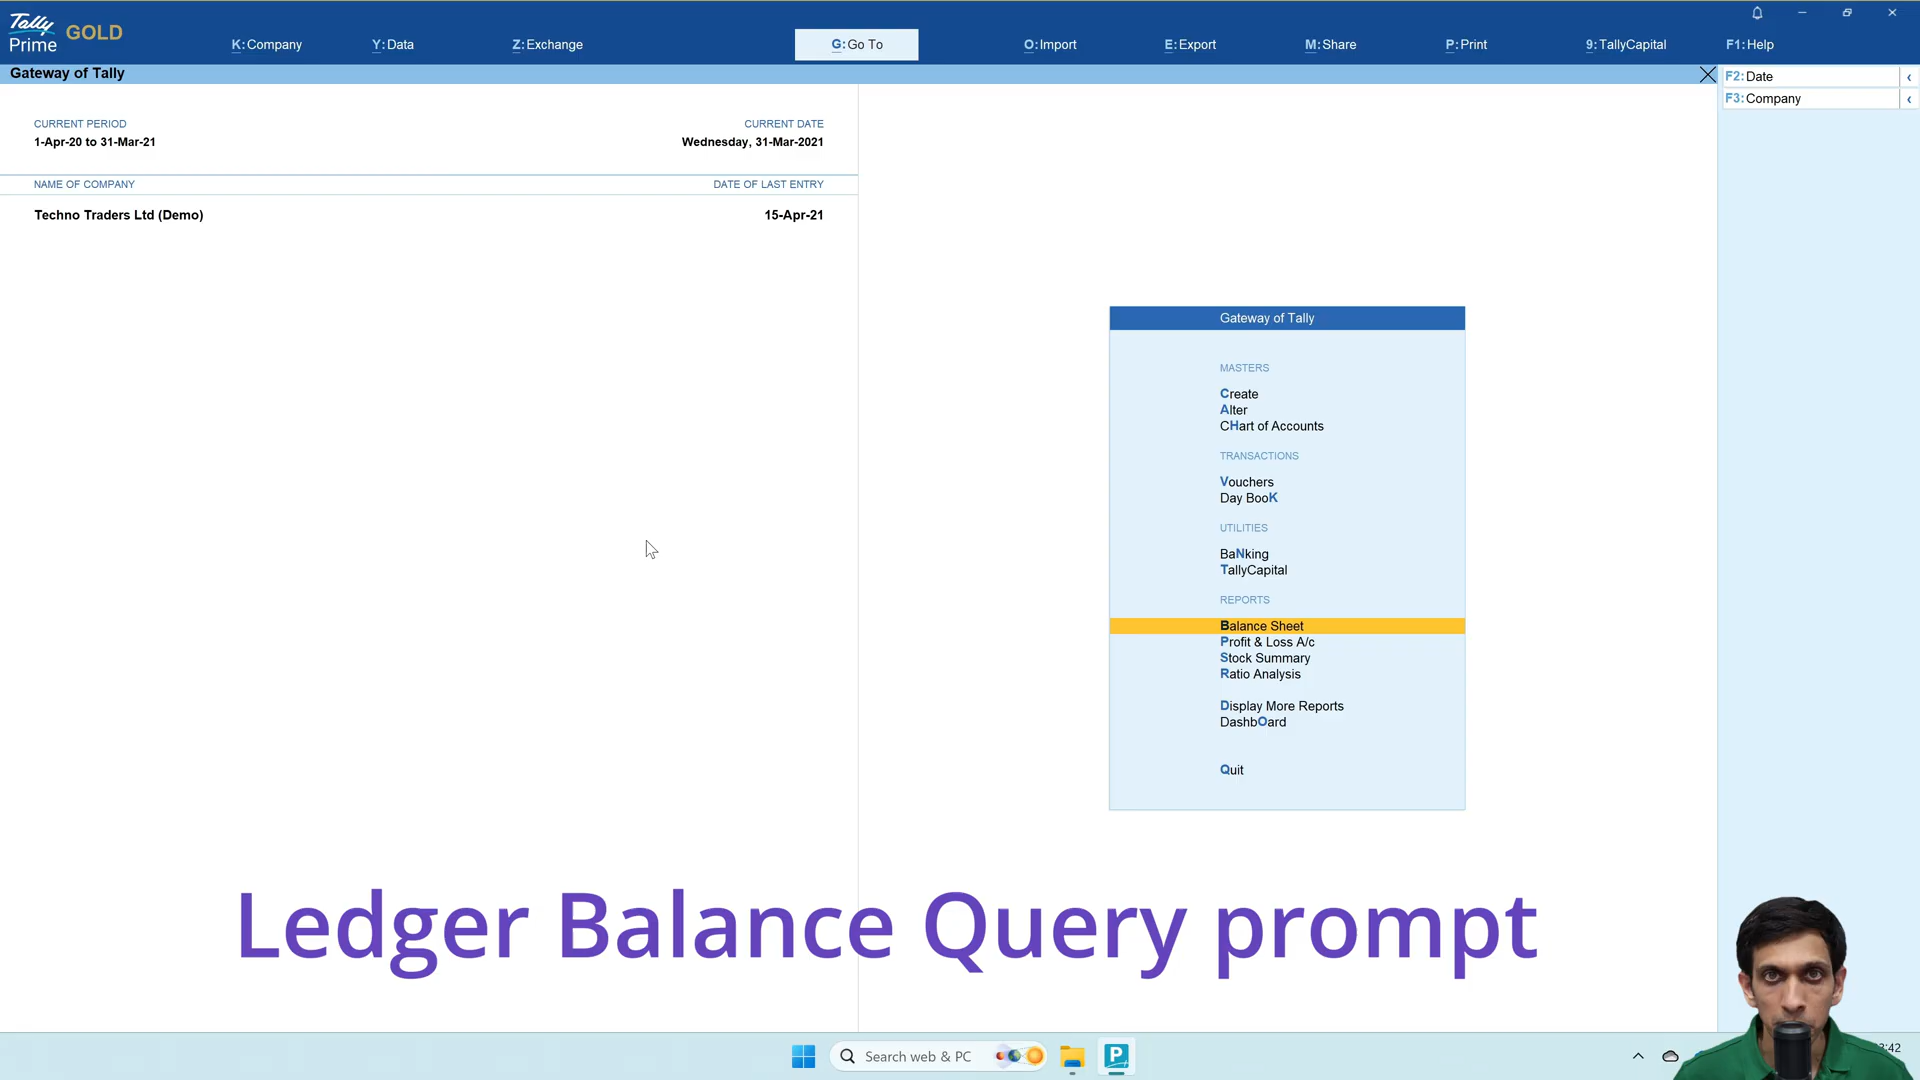 Tally
Prime GOLD
K:Company Y:Data Z:Exchange G:Go To O:Import E:Export M:Share P:Print 9:TallyCapital F1:Help
Gateway of Tally
F2:Date
F3:Company
CURRENT PERIOD CURRENT DATE
1-Apr-20 to 31-Mar-21 Wednesday, 31-Mar-2021
NAME OF COMPANY DATE OF LAST ENTRY
Techno Traders Ltd (Demo) 15-Apr-21
Gateway of Tally
MASTERS
Create
Alter
CHart of Accounts
TRANSACTIONS
Vouchers
Day BooK
UTILITIES
BaNking
TallyCapital
REPORTS
Balance Sheet
Profit & Loss A/c
Stock Summary
Ratio Analysis
Display More Reports
DashbOard
Quit
Ledger Balance Query prompt
Search web & PC